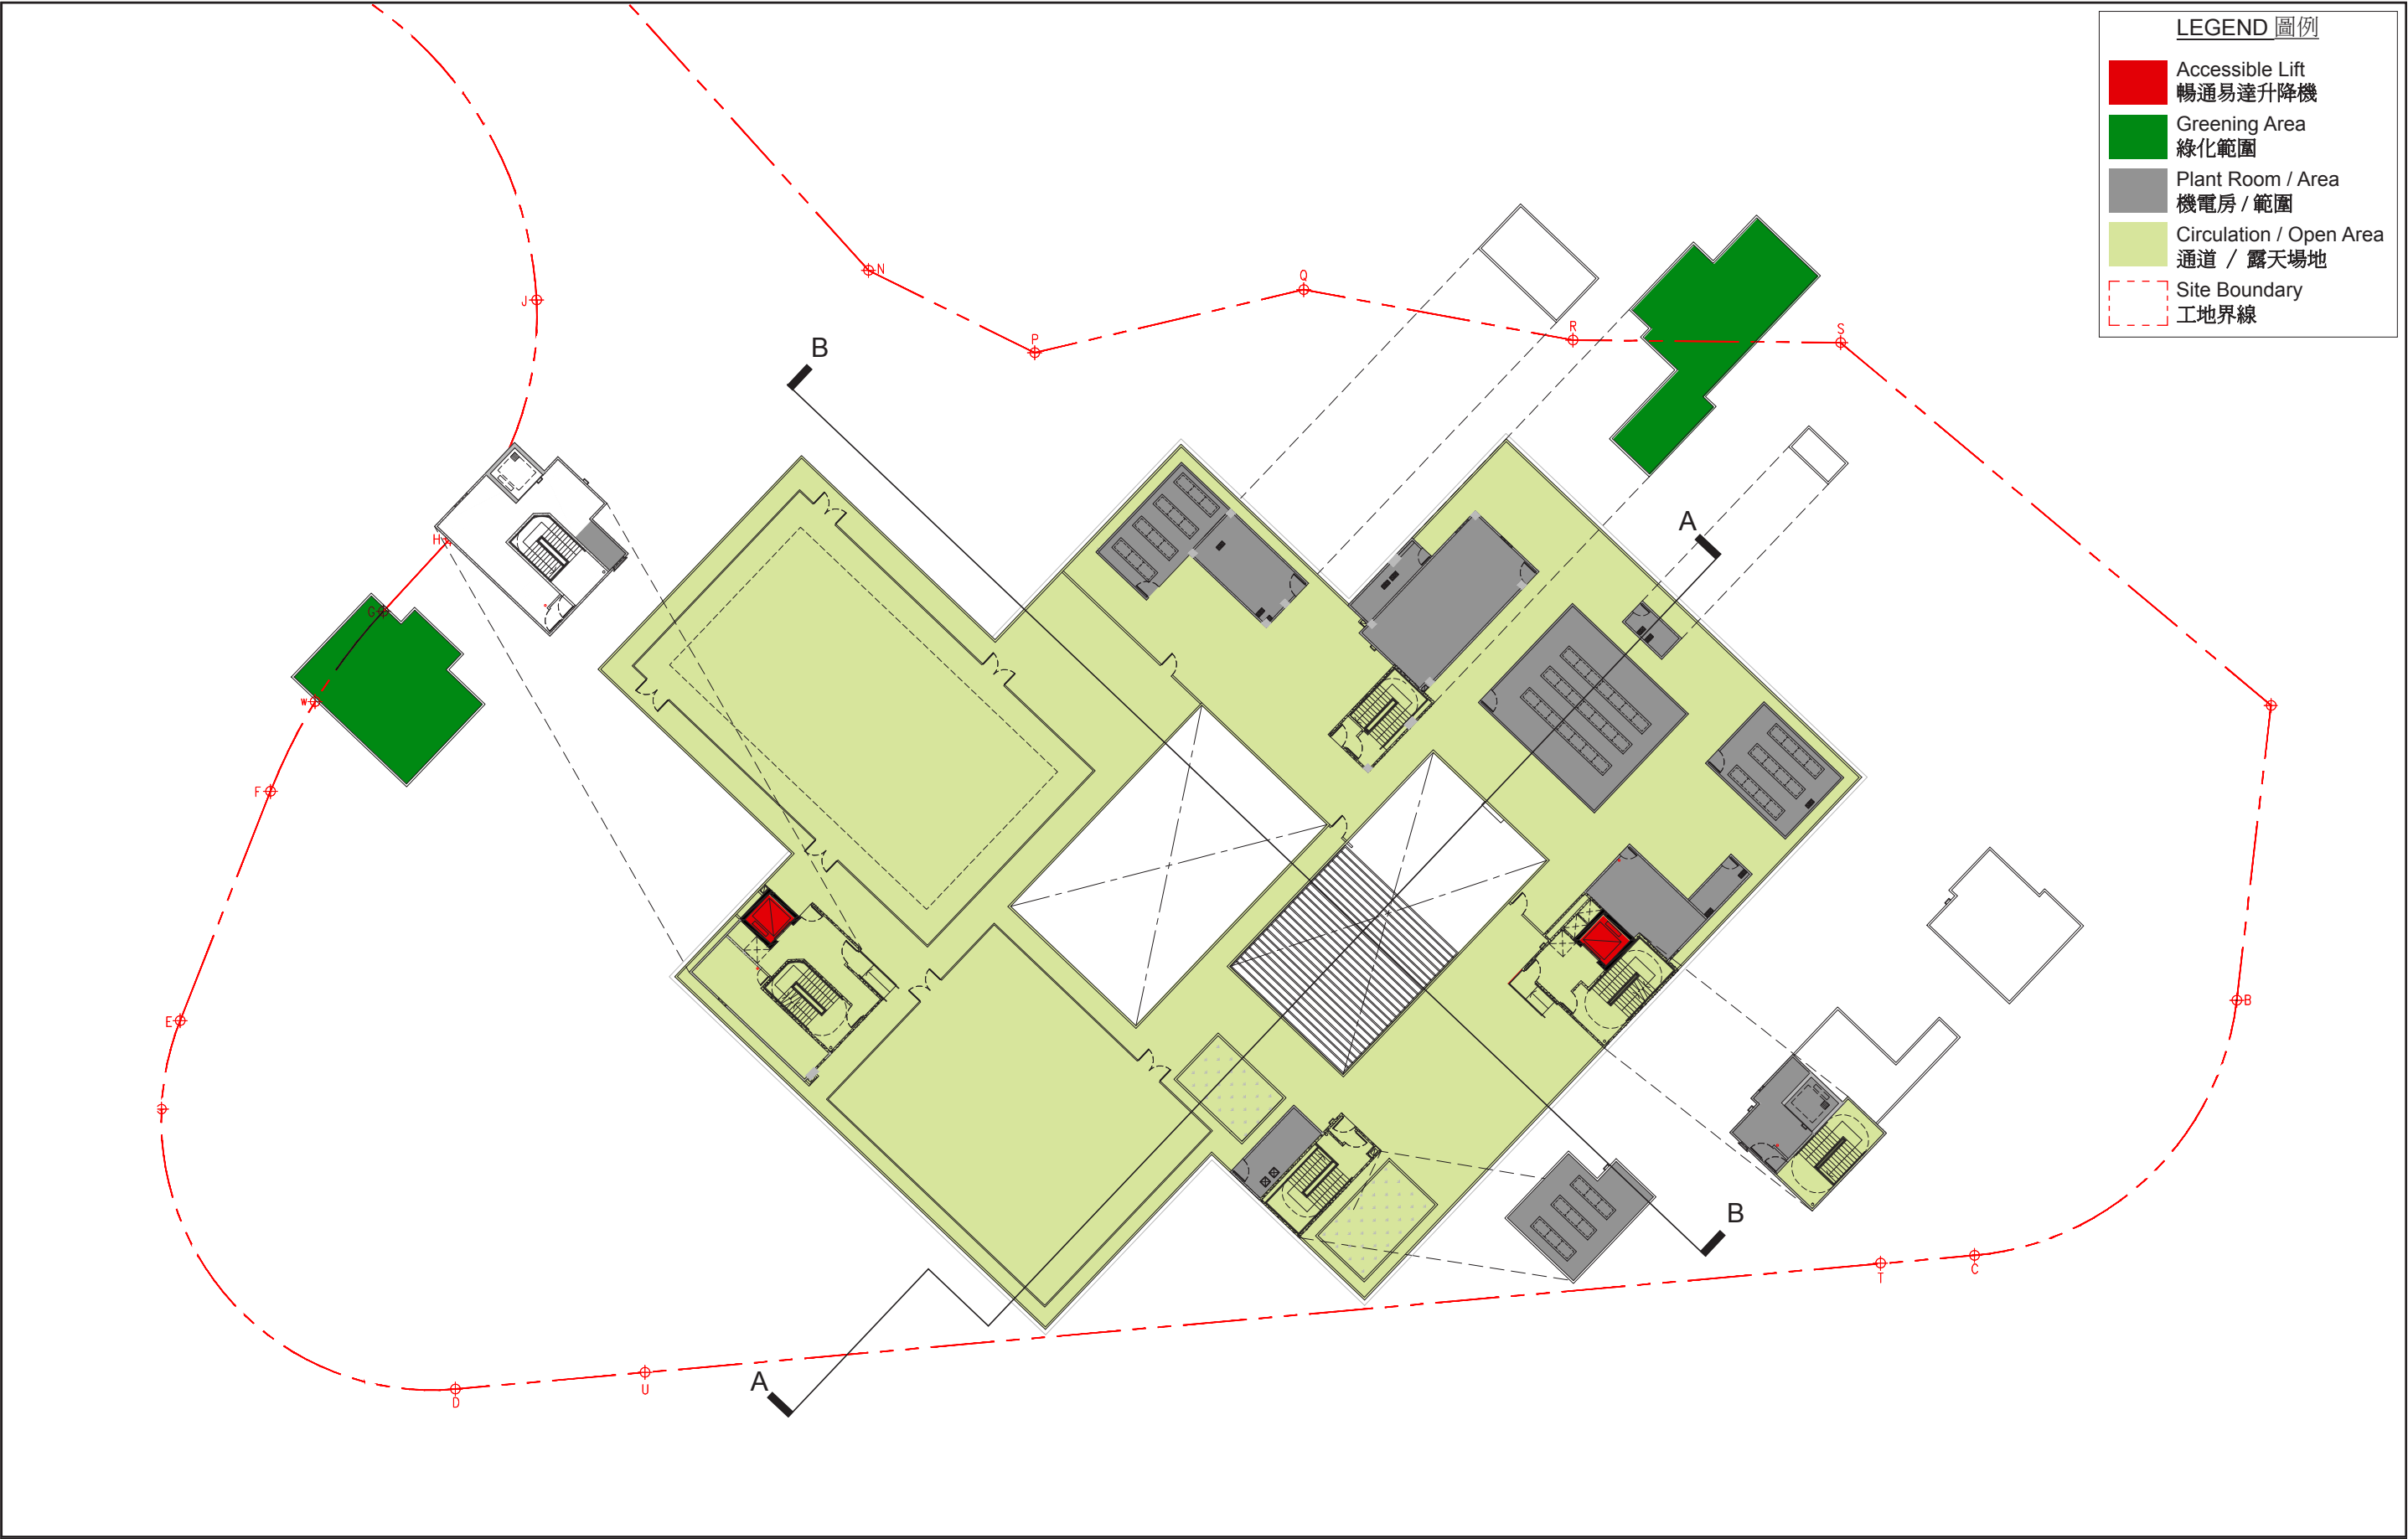 LEGEND 圖例
Accessible Lift
暢通易達升降機
Greening Area
綠化範圍
Plant Room / Area
機電房 / 範圍
Circulation / Open Area
通道 / 露天場地
Site Boundary
工地界線
N
Q
J
P
R
S
B
A
H
G
W
F
E
B
B
T
C
A
U
D